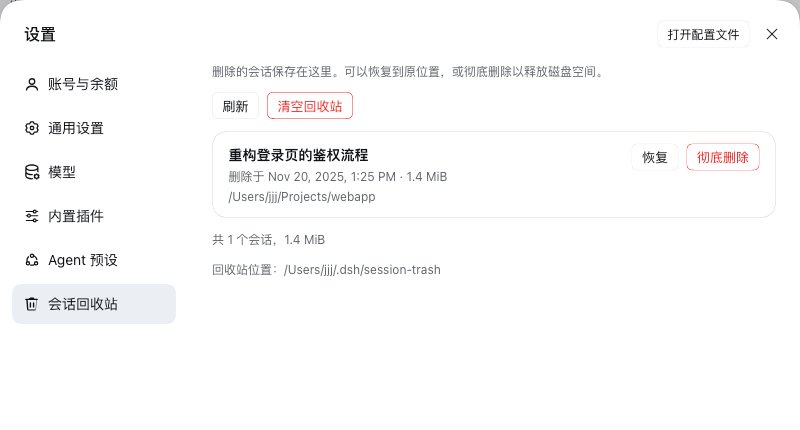 设置
打开配置文件
账号与余额
通用设置
模型
内置插件
Agent 预设
会话回收站
删除的会话保存在这里。可以恢复到原位置，或彻底删除以释放磁盘空间。
刷新
清空回收站
重构登录页的鉴权流程
恢复
彻底删除
删除于 Nov 20, 2025, 1:25 PM · 1.4 MiB
/Users/jjj/Projects/webapp
共 1 个会话，1.4 MiB
回收站位置：/Users/jjj/.dsh/session-trash